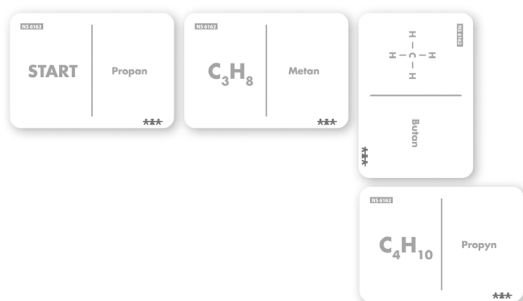 NS 6162
START
Propan
NS 6162
C₃H₈
Metan
NS 6162
H
H – C – H
H
Butan
NS 6162
C₄H₁₀
Propyn